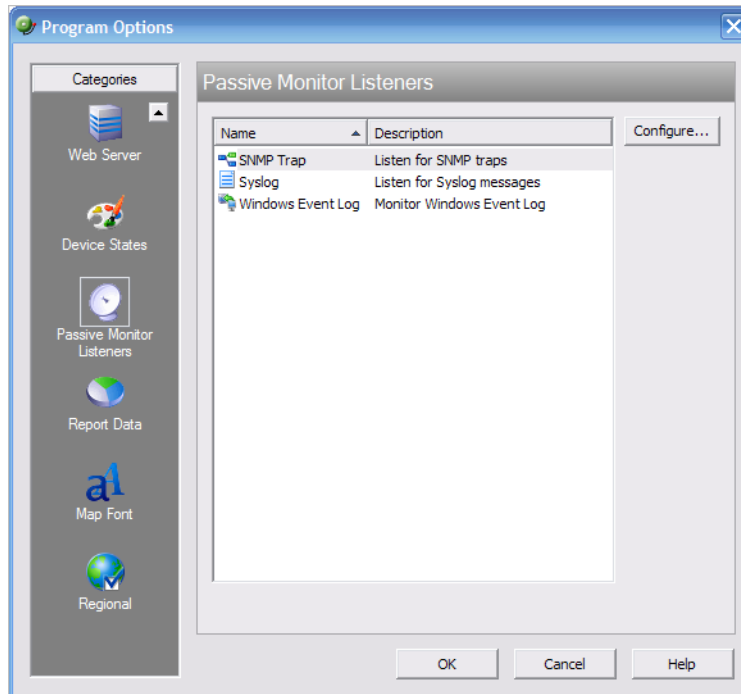 Program Options
Categories
Web Server
Device States
Passive Monitor
Listeners
Report Data
Map Font
Regional
Passive Monitor Listeners
Name Description
SNMP Trap Listen for SNMP traps
Syslog Listen for Syslog messages
Windows Event Log Monitor Windows Event Log
Configure...
OK Cancel Help